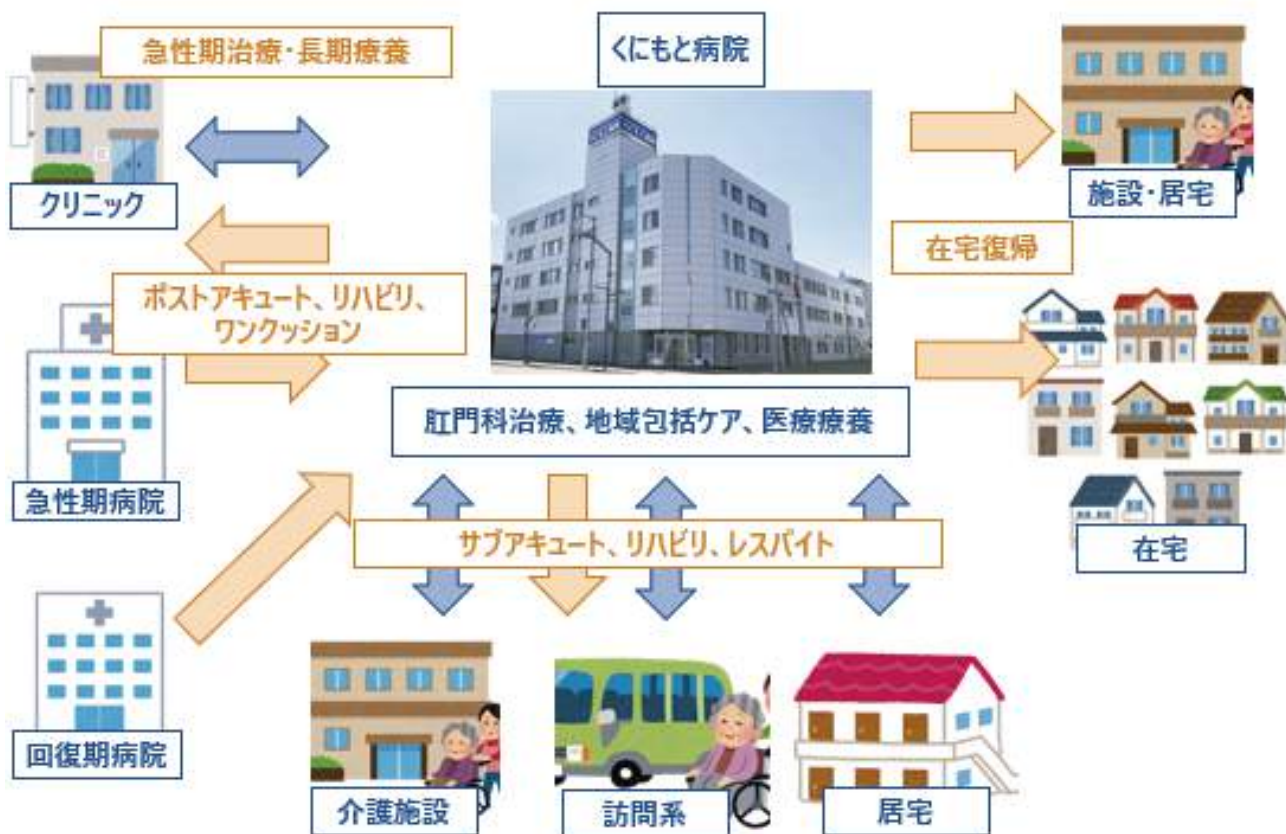 急性期治療・長期療養
くにもと病院
クリニック
施設・居宅
在宅復帰
ポストアキュート、リハビリ、
ワンクッション
肛門科治療、地域包括ケア、医療療養
急性期病院
サブアキュート、リハビリ、レスパイト
在宅
回復期病院
介護施設
訪問系
居宅